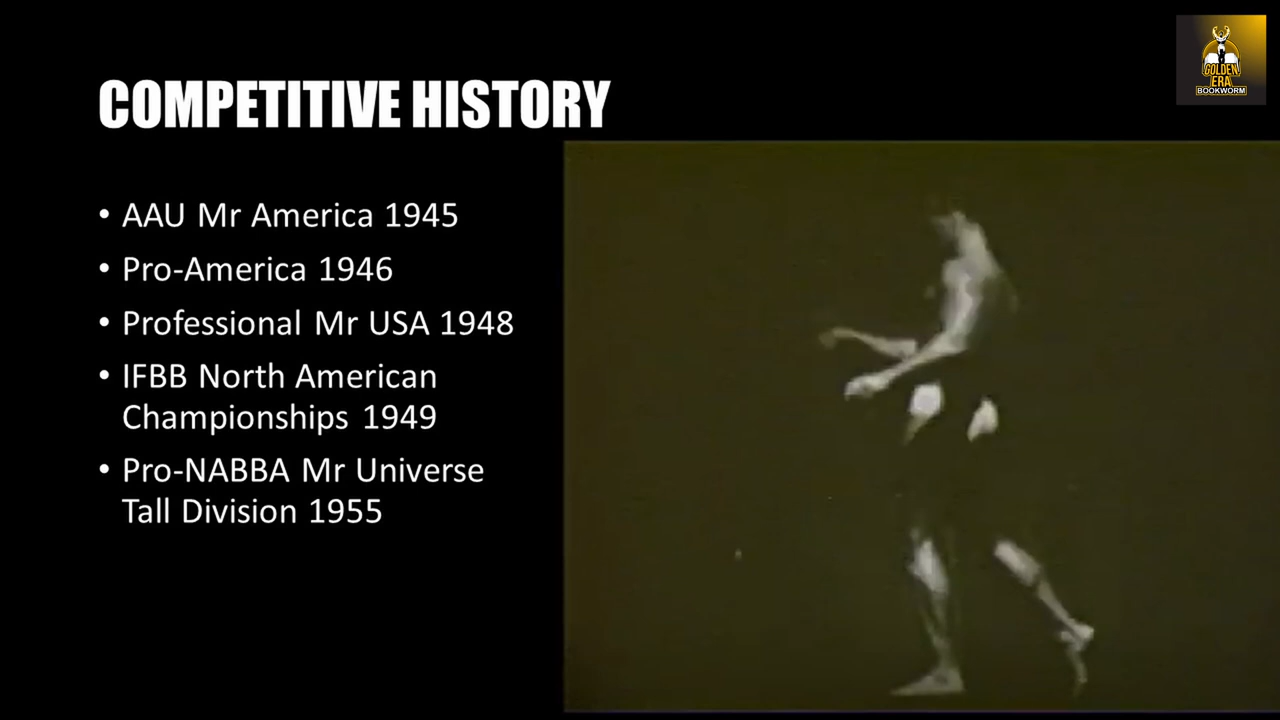 GOLDEN
ERA
BOOKWORM
COMPETITIVE HISTORY
• AAU Mr America 1945
• Pro-America 1946
• Professional Mr USA 1948
• IFBB North American
Championships 1949
• Pro-NABBA Mr Universe
Tall Division 1955